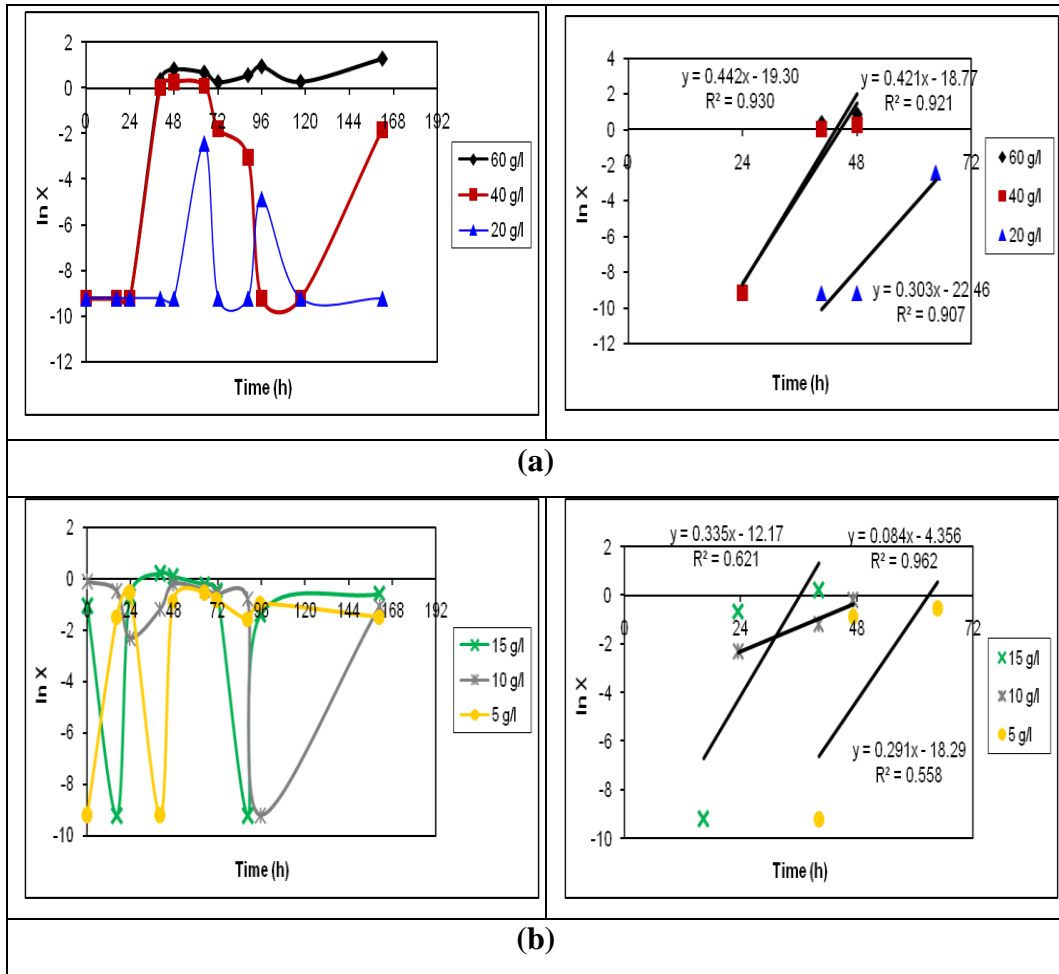 2
0
-2
-4
-6
-8
-10
-12
0 24 48 72 96 120 144 168 192
ln X
Time (h)
60 g/l
40 g/l
20 g/l
4
2
0
-2
-4
-6
-8
-10
-12
0 24 48 72
y = 0.442x - 19.30
R² = 0.930
y = 0.421x - 18.77
R² = 0.921
y = 0.303x - 22.46
R² = 0.907
ln X
Time (h)
60 g/l
40 g/l
20 g/l
(a)
2
0
-2
-4
-6
-8
-10
0 24 48 72 96 120 144 168 192
ln X
Time (h)
15 g/l
10 g/l
5 g/l
2
0
-2
-4
-6
-8
-10
0 24 48 72
y = 0.335x - 12.17
R² = 0.621
y = 0.084x - 4.356
R² = 0.962
y = 0.291x - 18.29
R² = 0.558
ln X
Time (h)
15 g/l
10 g/l
5 g/l
(b)